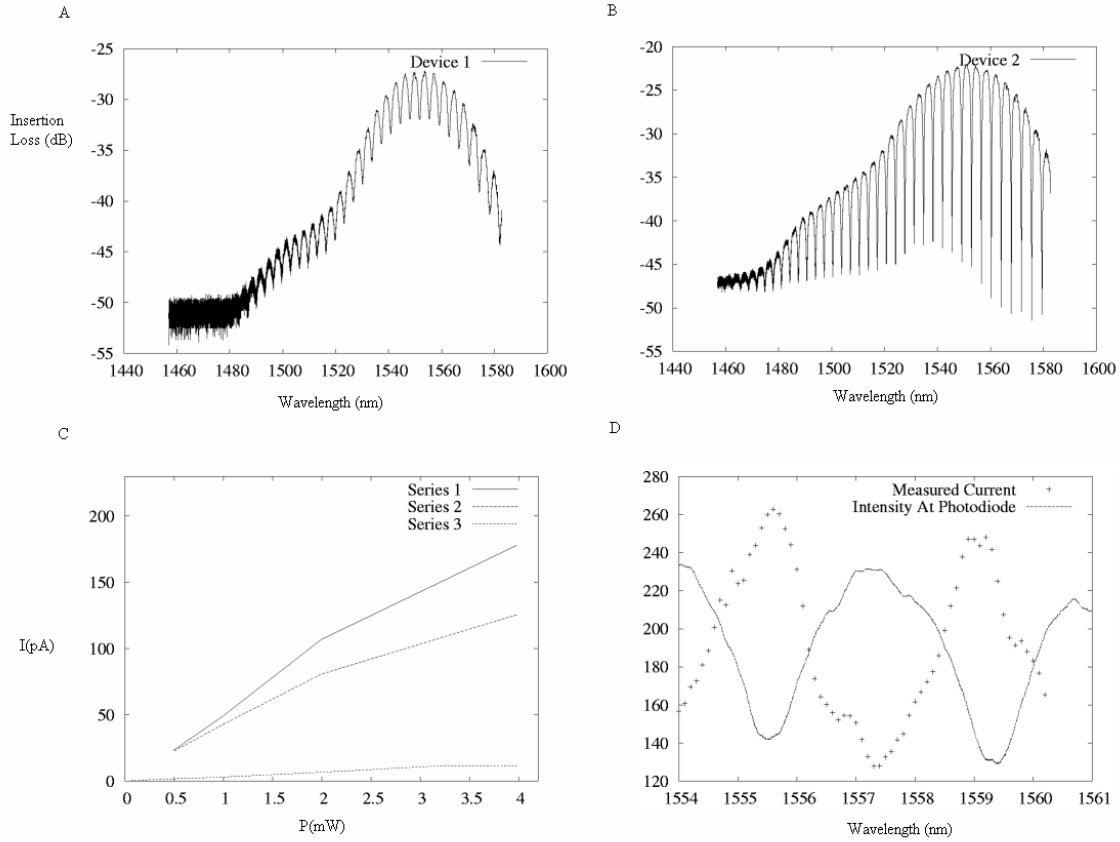 A
B
-25
-30
-35
-40
-45
-50
-55
Device 1
Insertion
Loss (dB)
1440 1460 1480 1500 1520 1540 1560 1580 1600
Wavelength (nm)
-20
-25
-30
-35
-40
-45
-50
-55
Device 2
1440 1460 1480 1500 1520 1540 1560 1580 1600
Wavelength (nm)
C
D
200
150
100
50
0
Series 1
Series 2
Series 3
I(pA)
0 0.5 1 1.5 2 2.5 3 3.5 4
P(mW)
280
260
240
220
200
180
160
140
120
Measured Current
Intensity At Photodiode
1554 1555 1556 1557 1558 1559 1560 1561
Wavelength (nm)